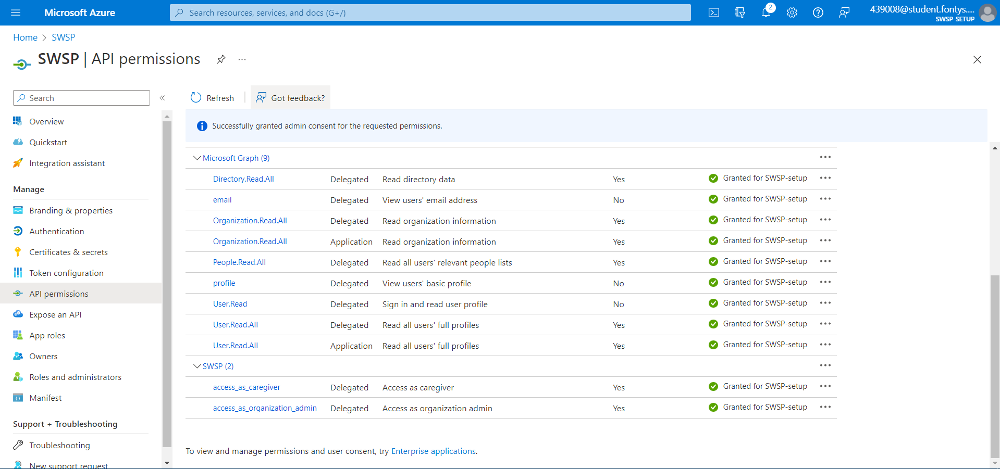 Microsoft Azure
Search resources, services, and docs (G+/)
2
439008@student.fontys....
SWSP-SETUP
Home > SWSP
SWSP | API permissions
...
Search
«
Refresh
Got feedback?
Overview
Quickstart
Integration assistant
Manage
Branding & properties
Authentication
Certificates & secrets
Token configuration
API permissions
Expose an API
App roles
Owners
Roles and administrators
Manifest
Support + Troubleshooting
Troubleshooting
New support request
Successfully granted admin consent for the requested permissions.
Microsoft Graph (9)
Directory.Read.All Delegated Read directory data Yes Granted for SWSP-setup
email Delegated View users' email address No Granted for SWSP-setup
Organization.Read.All Delegated Read organization information Yes Granted for SWSP-setup
Organization.Read.All Application Read organization information Yes Granted for SWSP-setup
People.Read.All Delegated Read all users' relevant people lists Yes Granted for SWSP-setup
profile Delegated View users' basic profile No Granted for SWSP-setup
User.Read Delegated Sign in and read user profile No Granted for SWSP-setup
User.Read.All Delegated Read all users' full profiles Yes Granted for SWSP-setup
User.Read.All Application Read all users' full profiles Yes Granted for SWSP-setup
SWSP (2)
access_as_caregiver Delegated Access as caregiver Yes Granted for SWSP-setup
access_as_organization_admin Delegated Access as organization admin Yes Granted for SWSP-setup
To view and manage permissions and user consent, try Enterprise applications.